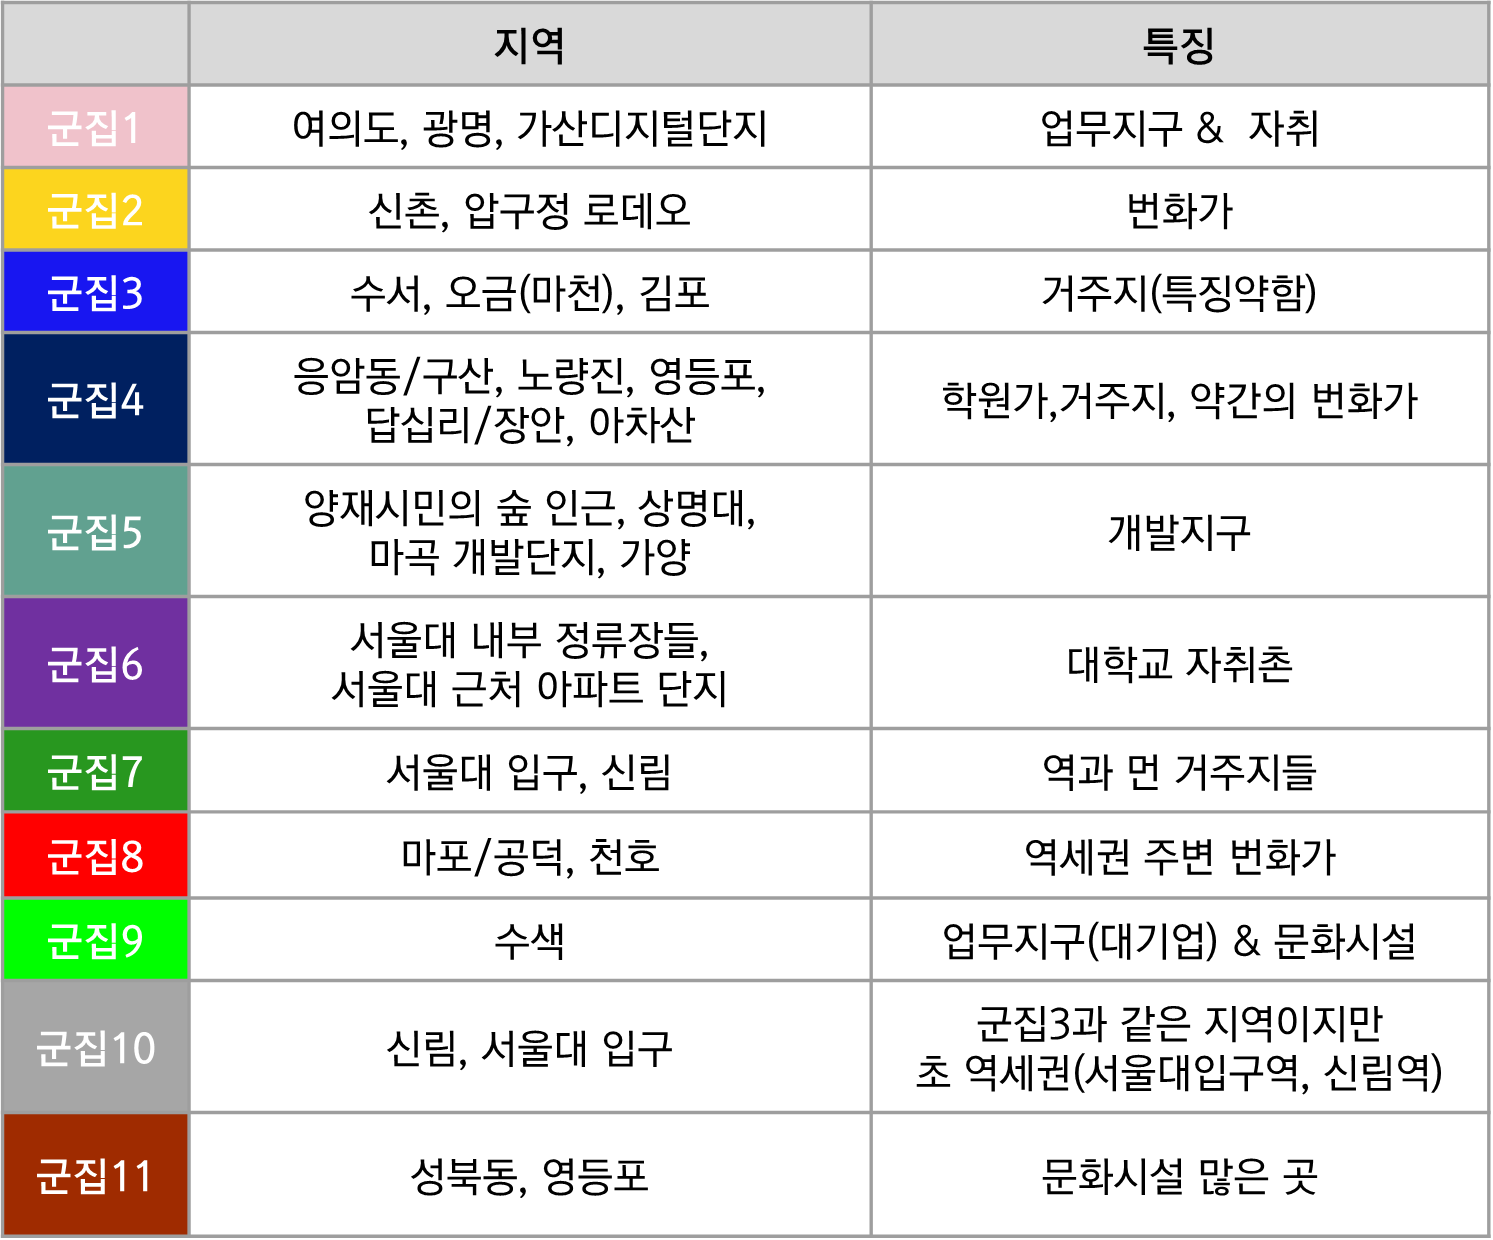 지역 특징
군집1 여의도, 광명, 가산디지털단지 업무지구 & 자취
군집2 신촌, 압구정 로데오 번화가
군집3 수서, 오금(마천), 김포 거주지(특징약함)
군집4 응암동/구산, 노량진, 영등포,
답십리/장안, 아차산 학원가,거주지, 약간의 번화가
군집5 양재시민의 숲 인근, 상명대,
마곡 개발단지, 가양 개발지구
군집6 서울대 내부 정류장들,
서울대 근처 아파트 단지 대학교 자취촌
군집7 서울대 입구, 신림 역과 먼 거주지들
군집8 마포/공덕, 천호 역세권 주변 번화가
군집9 수색 업무지구(대기업) & 문화시설
군집10 신림, 서울대 입구 군집3과 같은 지역이지만
초 역세권(서울대입구역, 신림역)
군집11 성북동, 영등포 문화시설 많은 곳